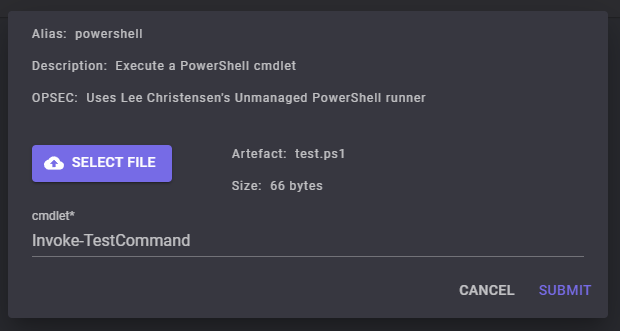 Alias: powershell
Description: Execute a PowerShell cmdlet
OPSEC: Uses Lee Christensen's Unmanaged PowerShell runner
SELECT FILE
Artefact: test.ps1
Size: 66 bytes
cmdlet*
Invoke-TestCommand
CANCEL SUBMIT